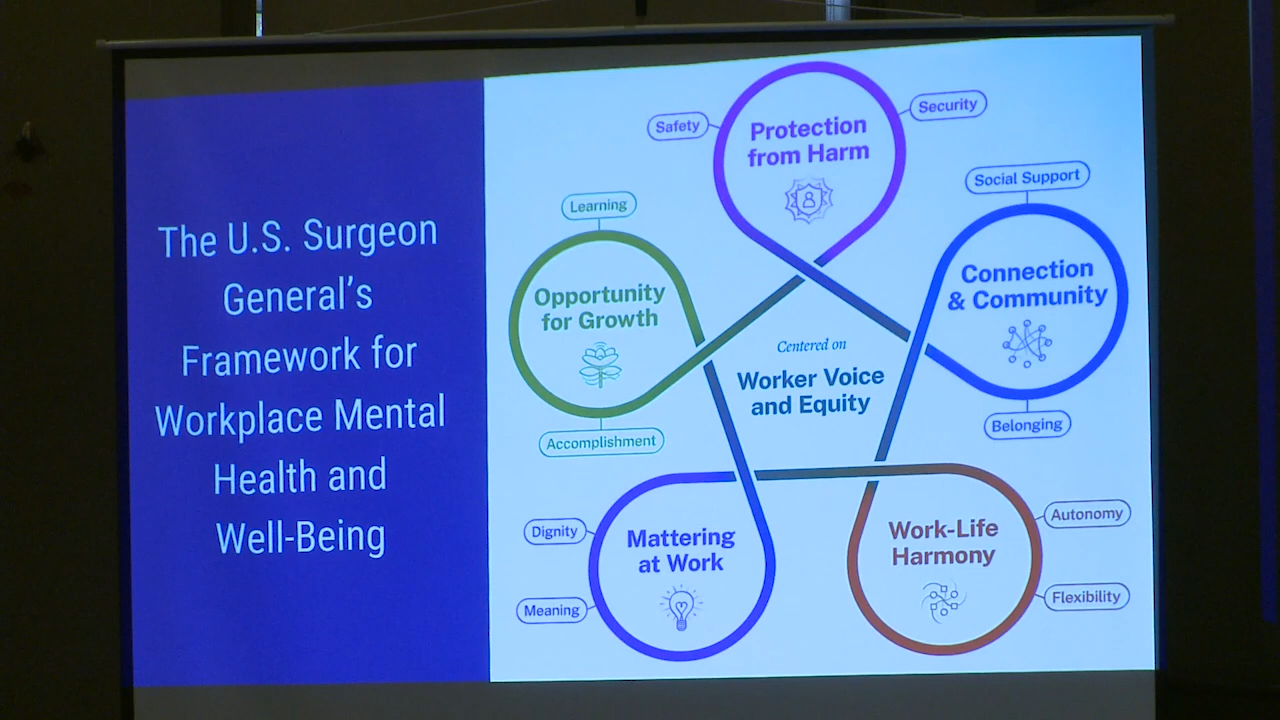 The U.S. Surgeon
General's
Framework for
Workplace Mental
Health and
Well-Being
Safety
Security
Protection
from Harm
Social Support
Connection
& Community
Belonging
Learning
Opportunity
for Growth
Accomplishment
Centered on
Worker Voice
and Equity
Dignity
Mattering
at Work
Meaning
Autonomy
Work-Life
Harmony
Flexibility